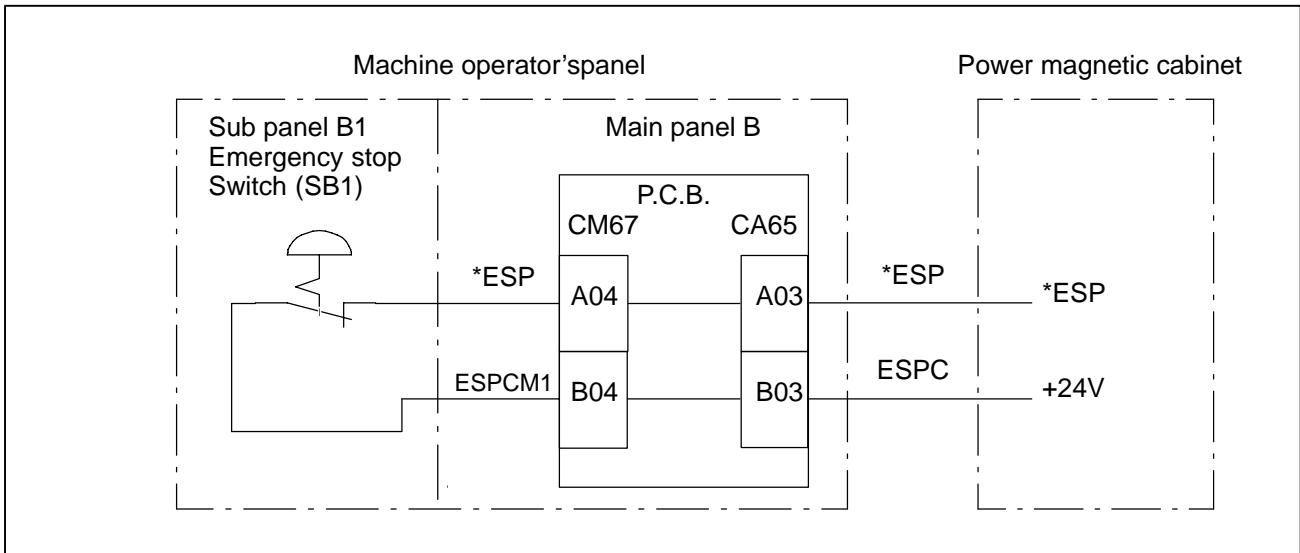 Machine operator'spanel
Power magnetic cabinet
Sub panel B1
Emergency stop
Switch (SB1)
Main panel B
P.C.B.
CM67
CA65
*ESP
A04
A03
*ESP
*ESP
ESPCM1
B04
B03
ESPC
+24V